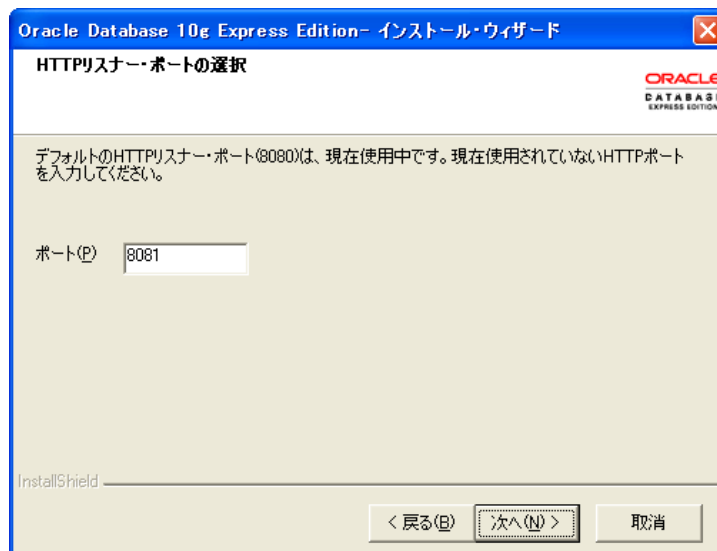 Oracle Database 10g Express Edition- インストール・ウィザード
HTTPリスナー・ポートの選択
ORACLE
DATABASE
EXPRESS EDITION
デフォルトのHTTPリスナー・ポート(8080)は、現在使用中です。現在使用されていないHTTPポート
を入力してください。
ポート(P) 8081
InstallShield
< 戻る(B) 次へ(N) > 取消